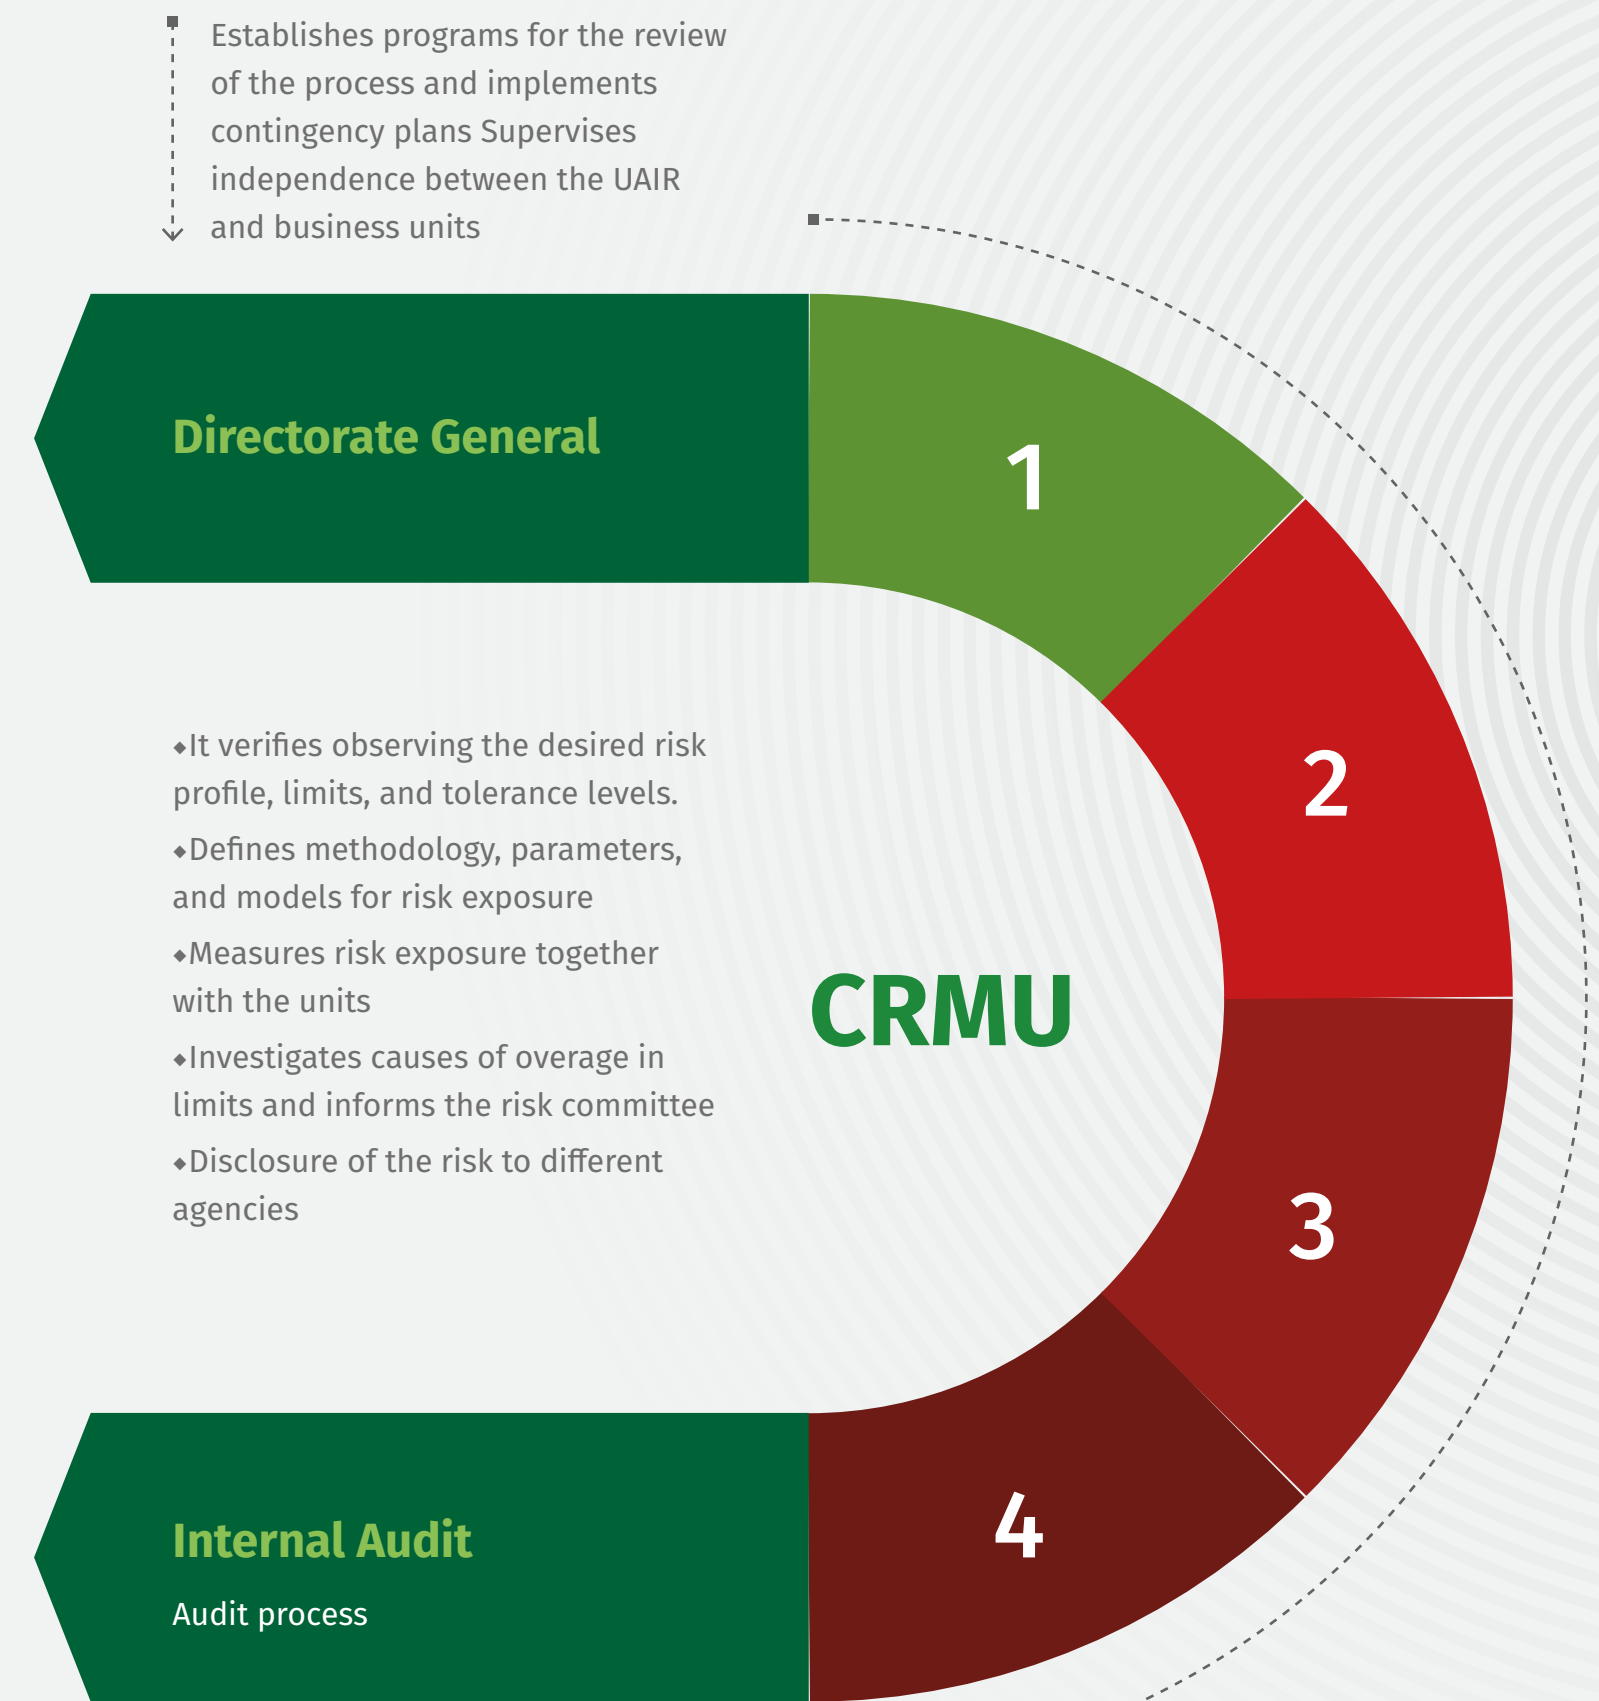 Establishes programs for the review
of the process and implements
contingency plans Supervises
independence between the UAIR
and business units
Directorate General
1
2
◆It verifies observing the desired risk
profile, limits, and tolerance levels.
◆Defines methodology, parameters,
and models for risk exposure
◆Measures risk exposure together
with the units
◆Investigates causes of overage in
limits and informs the risk committee
◆Disclosure of the risk to different
agencies
CRMU
3
4
Internal Audit
Audit process